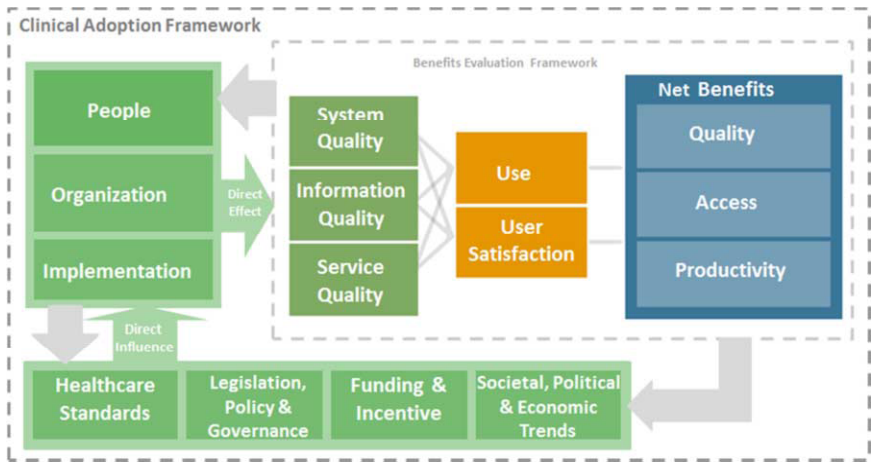 Clinical Adoption Framework
Benefits Evaluation Framework
People
Organization
Implementation
Direct
Effect
System
Quality
Information
Quality
Service
Quality
Use
User
Satisfaction
Net Benefits
Quality
Access
Productivity
Direct
Influence
Healthcare
Standards
Legislation,
Policy &
Governance
Funding &
Incentive
Societal, Political
& Economic
Trends